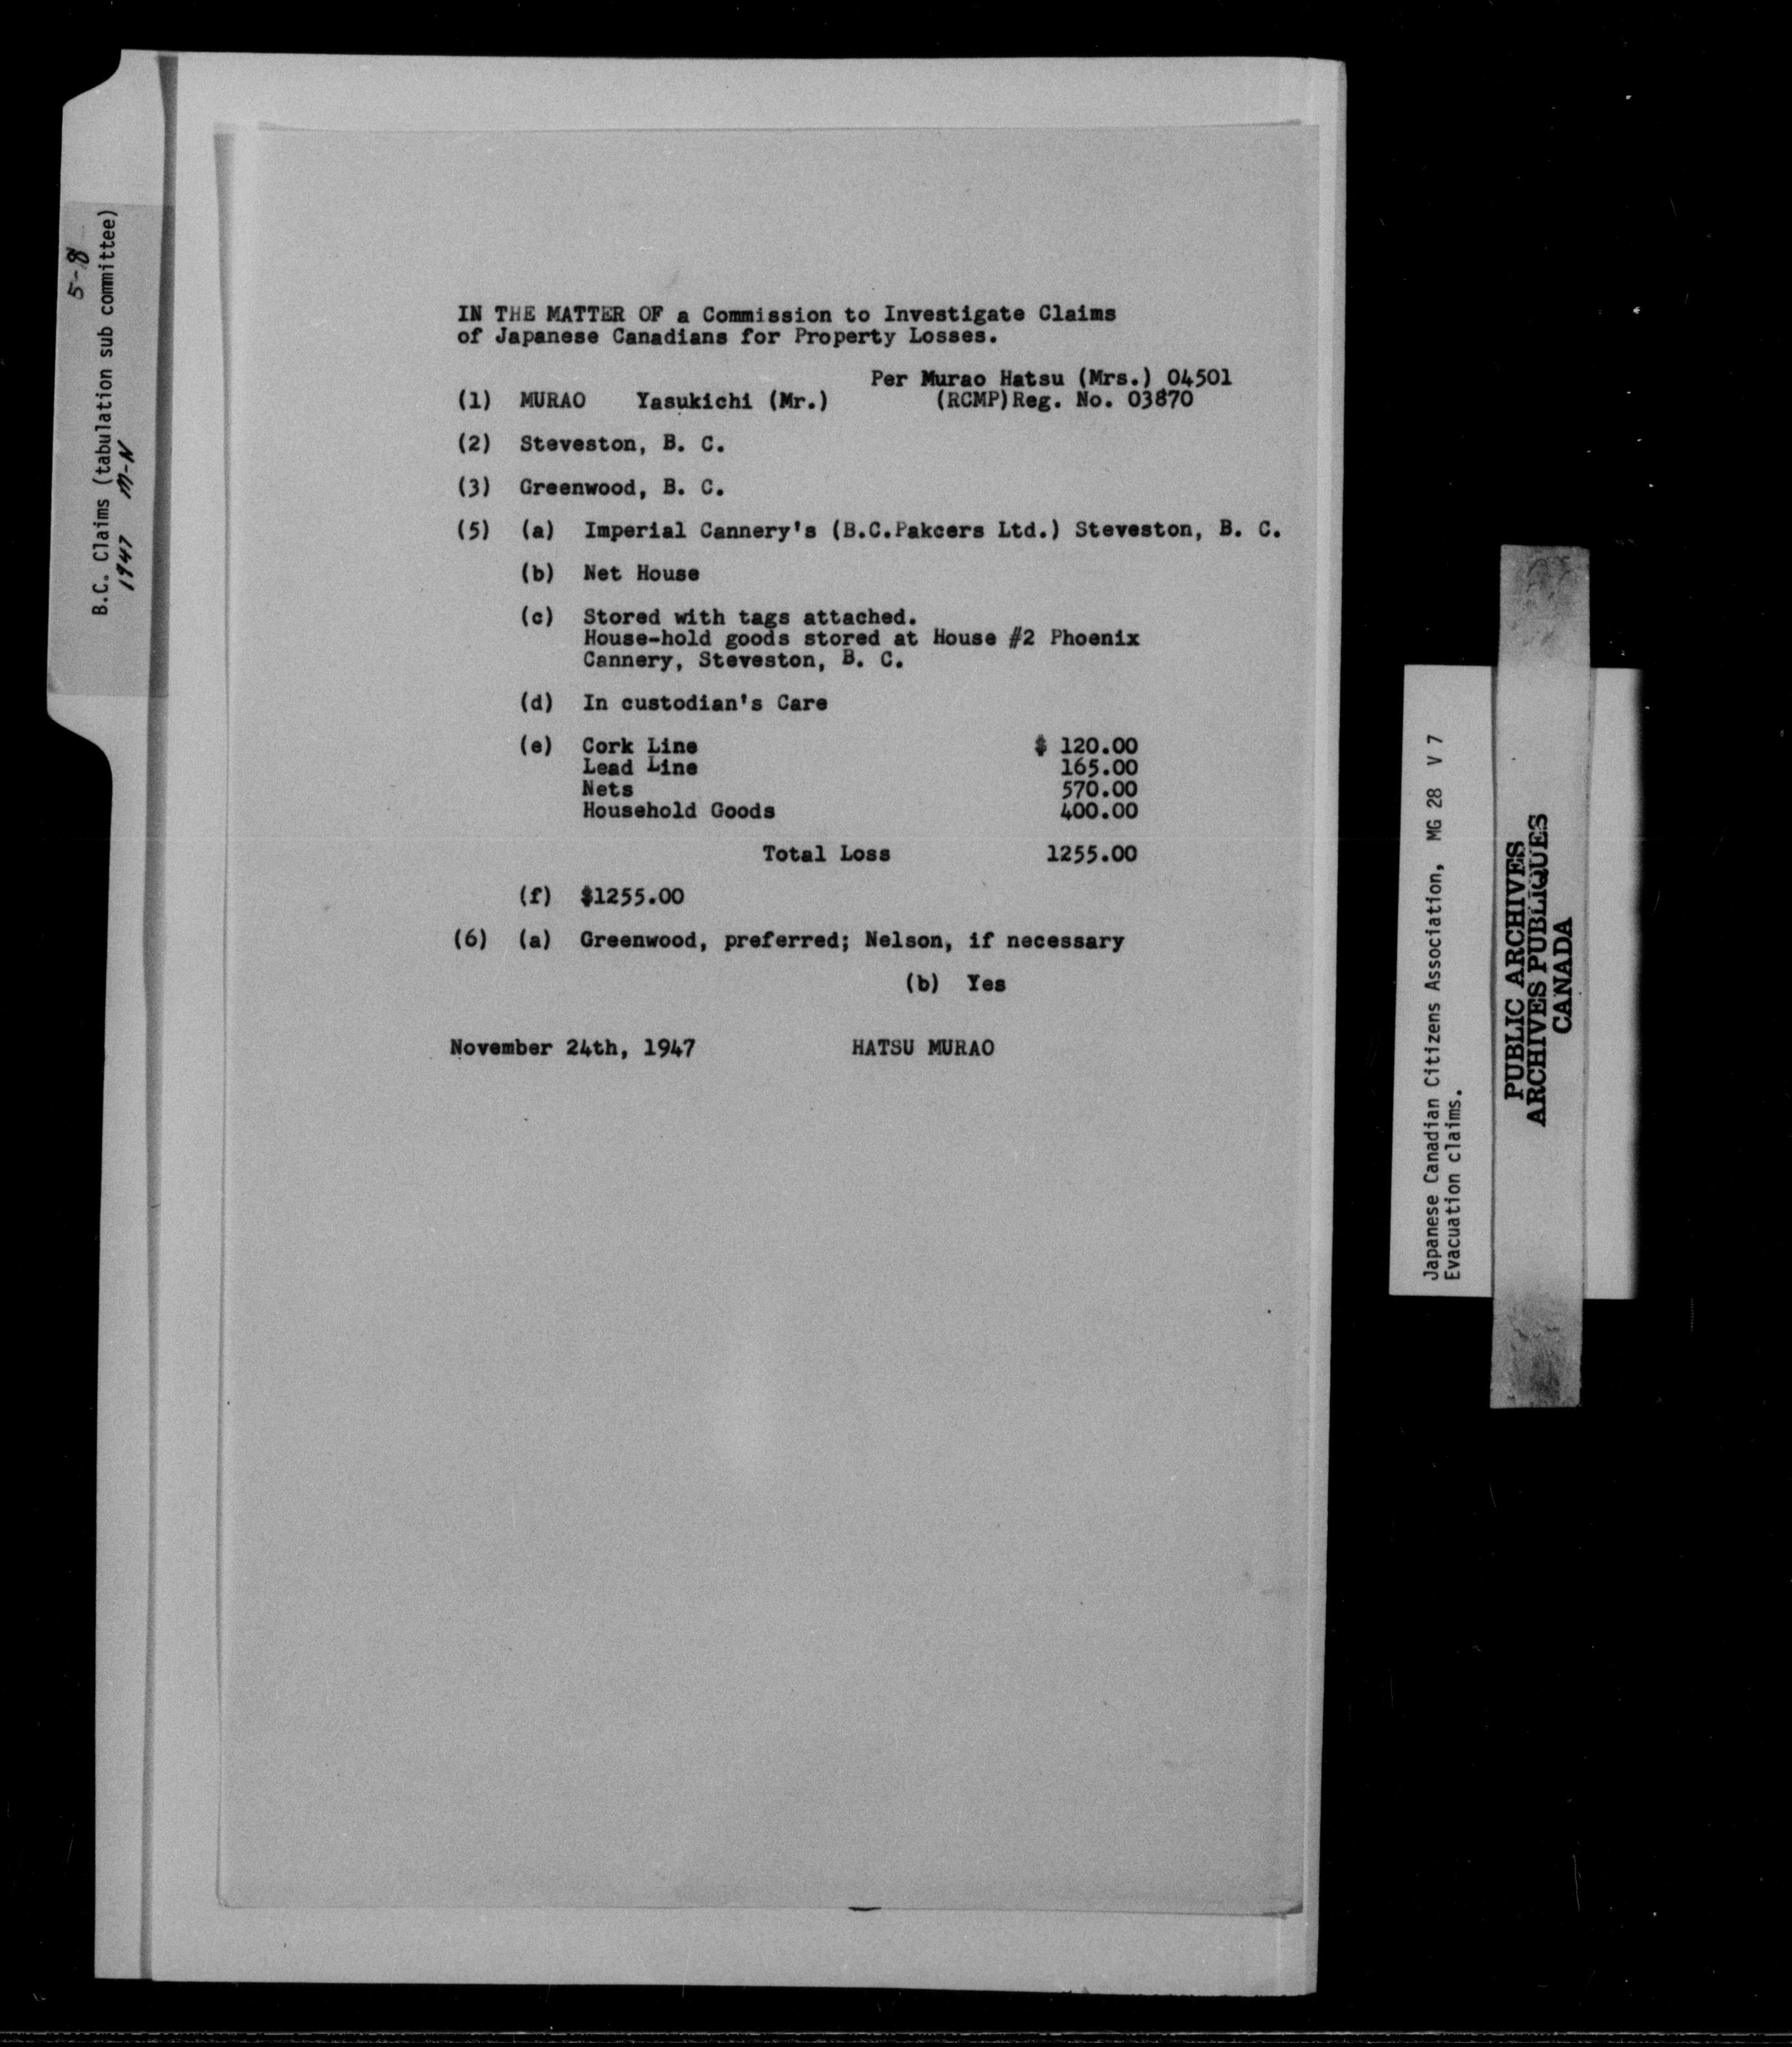 5-8
B.C. Claims (tabulation sub committee)
1947 M-N
IN THE MATTER OF a Commission to Investigate Claims
of Japanese Canadians for Property Losses.
Per Murao Hatsu (Mrs.) 04501
(1) MURAO Yasukichi (Mr.) (RCMP)Reg. No. 03870
(2) Steveston, B. C.
(3) Greenwood, B. C.
(5) (a) Imperial Cannery's (B.C.Pakcers Ltd.) Steveston, B. C.
(b) Net House
(c) Stored with tags attached.
House-hold goods stored at House #2 Phoenix
Cannery, Steveston, B. C.
(d) In custodian's Care
(e) Cork Line $ 120.00
Lead Line 165.00
Nets 570.00
Household Goods 400.00
Total Loss 1255.00
(f) $1255.00
(6) (a) Greenwood, preferred; Nelson, if necessary
(b) Yes
November 24th, 1947 HATSU MURAO
Japanese Canadian Citizens Association, MG 28 V 7
Evacuation claims.
PUBLIC ARCHIVES
ARCHIVES PUBLIQUES
CANADA